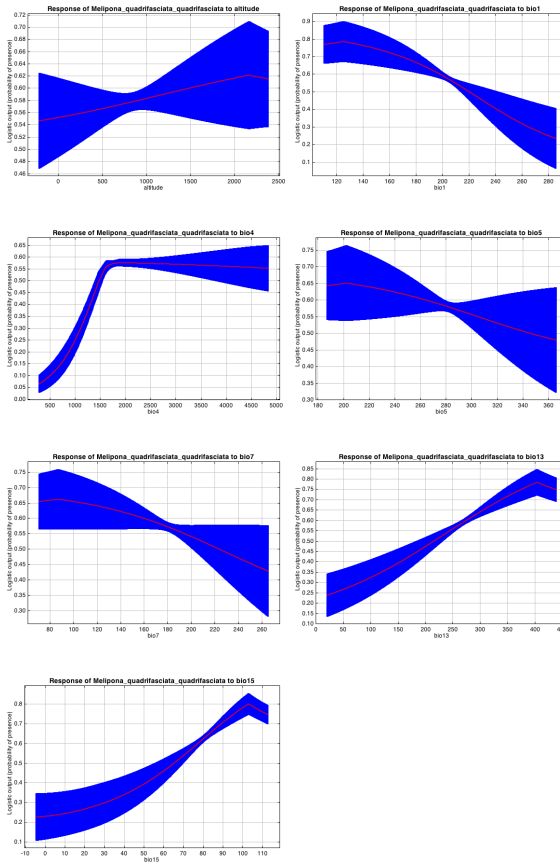 Response of Melipona_quadrifasciata_quadrifasciata to altitude
Logistic output (probability of presence)
0.72
0.70
0.68
0.66
0.64
0.62
0.60
0.58
0.56
0.54
0.52
0.50
0.48
0.46
0 500 1000 1500 2000 2500
altitude
Response of Melipona_quadrifasciata_quadrifasciata to bio1
Logistic output (probability of presence)
0.9
0.8
0.7
0.6
0.5
0.4
0.3
0.2
0.1
120 140 160 180 200 220 240 260 280
bio1
Response of Melipona_quadrifasciata_quadrifasciata to bio4
Logistic output (probability of presence)
0.65
0.60
0.55
0.50
0.45
0.40
0.35
0.30
0.25
0.20
0.15
0.10
0.05
0.00
500 1000 1500 2000 2500 3000 3500 4000 4500 5000
bio4
Response of Melipona_quadrifasciata_quadrifasciata to bio5
Logistic output (probability of presence)
0.75
0.70
0.65
0.60
0.55
0.50
0.45
0.40
0.35
0.30
180 200 220 240 260 280 300 320 340 360
bio5
Response of Melipona_quadrifasciata_quadrifasciata to bio7
Logistic output (probability of presence)
0.75
0.70
0.65
0.60
0.55
0.50
0.45
0.40
0.35
0.30
80 100 120 140 160 180 200 220 240 260
bio7
Response of Melipona_quadrifasciata_quadrifasciata to bio13
Logistic output (probability of presence)
0.85
0.80
0.75
0.70
0.65
0.60
0.55
0.50
0.45
0.40
0.35
0.30
0.25
0.20
0.15
0.10
0 50 100 150 200 250 300 350 400
bio13
Response of Melipona_quadrifasciata_quadrifasciata to bio15
Logistic output (probability of presence)
0.8
0.7
0.6
0.5
0.4
0.3
0.2
0.1
-10 0 10 20 30 40 50 60 70 80 90 100 110
bio15